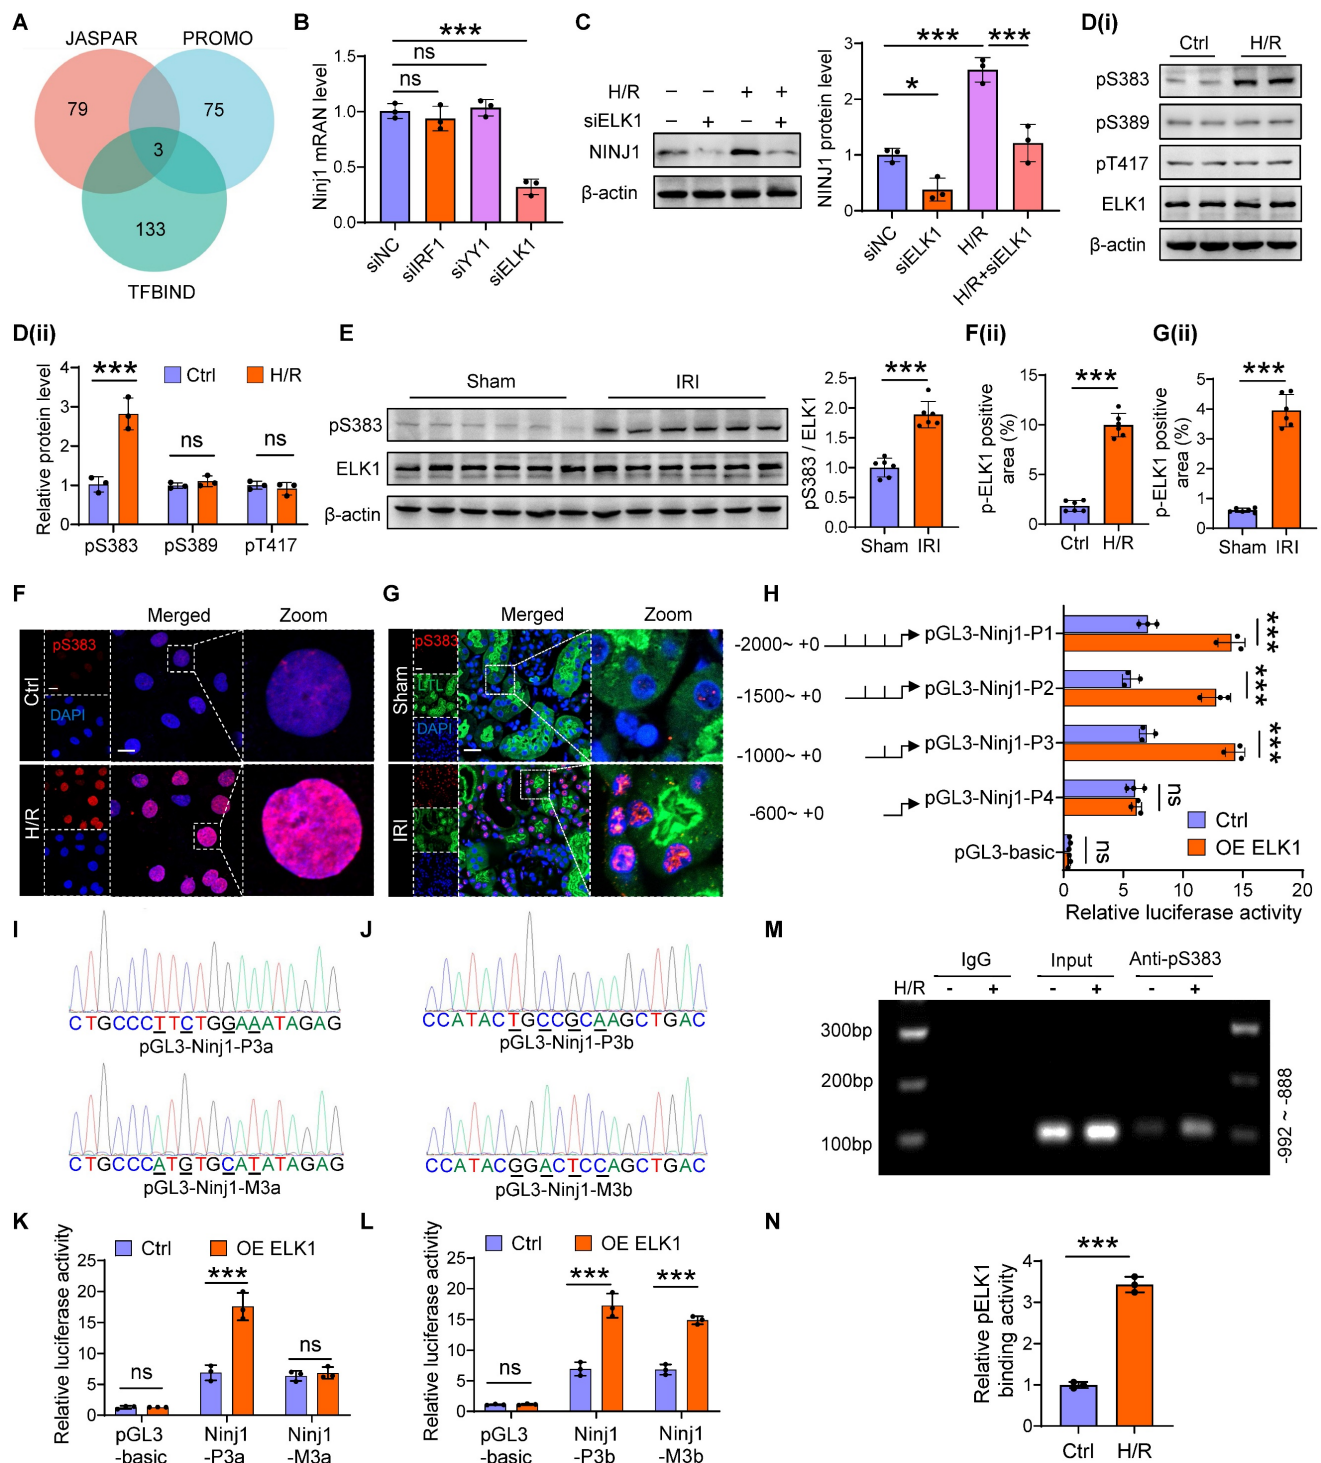 A
JASPAR
PROMO
79
75
3
133
TFBIND
B
***
ns
ns
Ninj1 mRAN level
1.5
1.0
0.5
0.0
siNC
siIRF1
siYY1
siELK1
C
H/R − − + +
siELK1 − + − +
NINJ1
β-actin
*** ***
*
NINJ1 protein level
3
2
1
0
siNC
siELK1
H/R
H/R+siELK1
D(i)
Ctrl H/R
pS383
pS389
pT417
ELK1
β-actin
D(ii)
Relative protein level
4
3
2
1
0
***
ns
ns
Ctrl
H/R
pS383 pS389 pT417
E
Sham IRI
pS383
ELK1
β-actin
pS383 / ELK1
2.5
2.0
1.5
1.0
0.5
0.0
***
Sham IRI
F(ii)
p-ELK1 positive
area (%)
15
10
5
0
***
Ctrl H/R
G(ii)
p-ELK1 positive
area (%)
5
4
3
2
1
0
***
Sham IRI
F
Merged Zoom
Ctrl
pS383
DAPI
H/R
G
Merged Zoom
Sham
pS383
LTL
DAPI
IRI
H
-2000~ +0 pGL3-Ninj1-P1 ***
-1500~ +0 pGL3-Ninj1-P2 ***
-1000~ +0 pGL3-Ninj1-P3 ***
-600~ +0 pGL3-Ninj1-P4 ns
pGL3-basic ns
Ctrl
OE ELK1
0 5 10 15 20
Relative luciferase activity
I
CTGCCCTTCTGGAAATAGAG
pGL3-Ninj1-P3a
CTGCCCATGTGCATATAGAG
pGL3-Ninj1-M3a
J
CCATACTGCCGCAAGCTGAC
pGL3-Ninj1-P3b
CCATACGGACTCCAGCTGAC
pGL3-Ninj1-M3b
M
IgG Input Anti-pS383
H/R - + - + - +
300bp
200bp
100bp
-992 ~ -888
K
Relative luciferase activity
Ctrl
OE ELK1
25
20
15
10
5
0
ns
***
ns
pGL3 Ninj1 Ninj1
-basic -P3a -M3a
L
Relative luciferase activity
Ctrl
OE ELK1
25
20
15
10
5
0
ns
***
***
pGL3 Ninj1 Ninj1
-basic -P3b -M3b
N
Relative pELK1
binding activity
4
3
2
1
0
***
Ctrl H/R